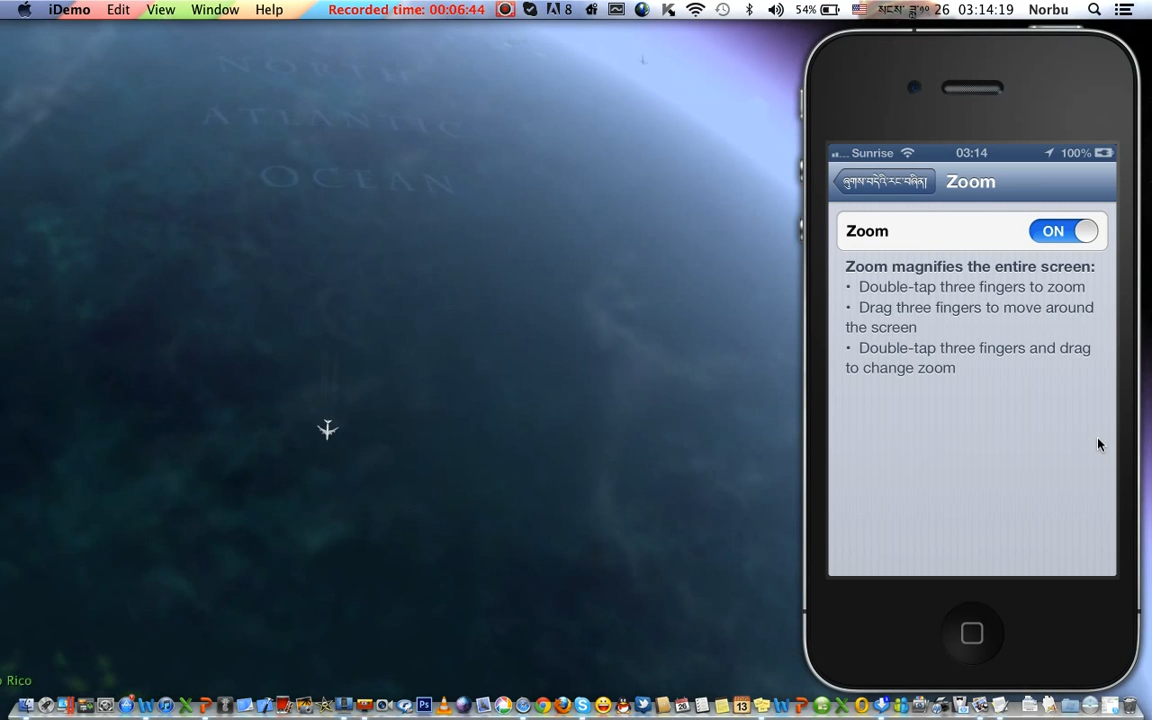 iDemo Edit View Window Help Recorded time: 00:06:44 8 54% 26 03:14:19 Norbu
NORTH
ATLANTIC
OCEAN
Sunrise 03:14 100%
Zoom
Zoom ON
Zoom magnifies the entire screen:
• Double-tap three fingers to zoom
• Drag three fingers to move around
the screen
• Double-tap three fingers and drag
to change zoom
Rico